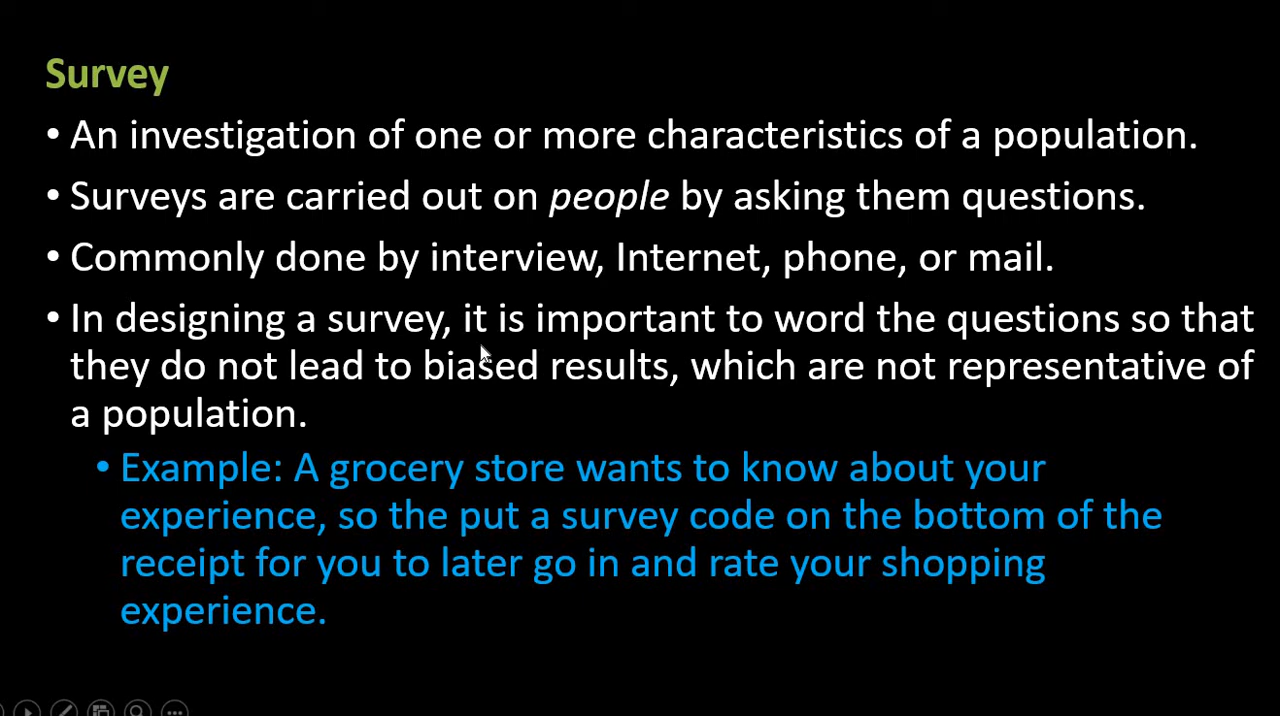 Survey
• An investigation of one or more characteristics of a population.
• Surveys are carried out on people by asking them questions.
• Commonly done by interview, Internet, phone, or mail.
• In designing a survey, it is important to word the questions so that
they do not lead to biased results, which are not representative of
a population.
• Example: A grocery store wants to know about your
experience, so the put a survey code on the bottom of the
receipt for you to later go in and rate your shopping
experience.